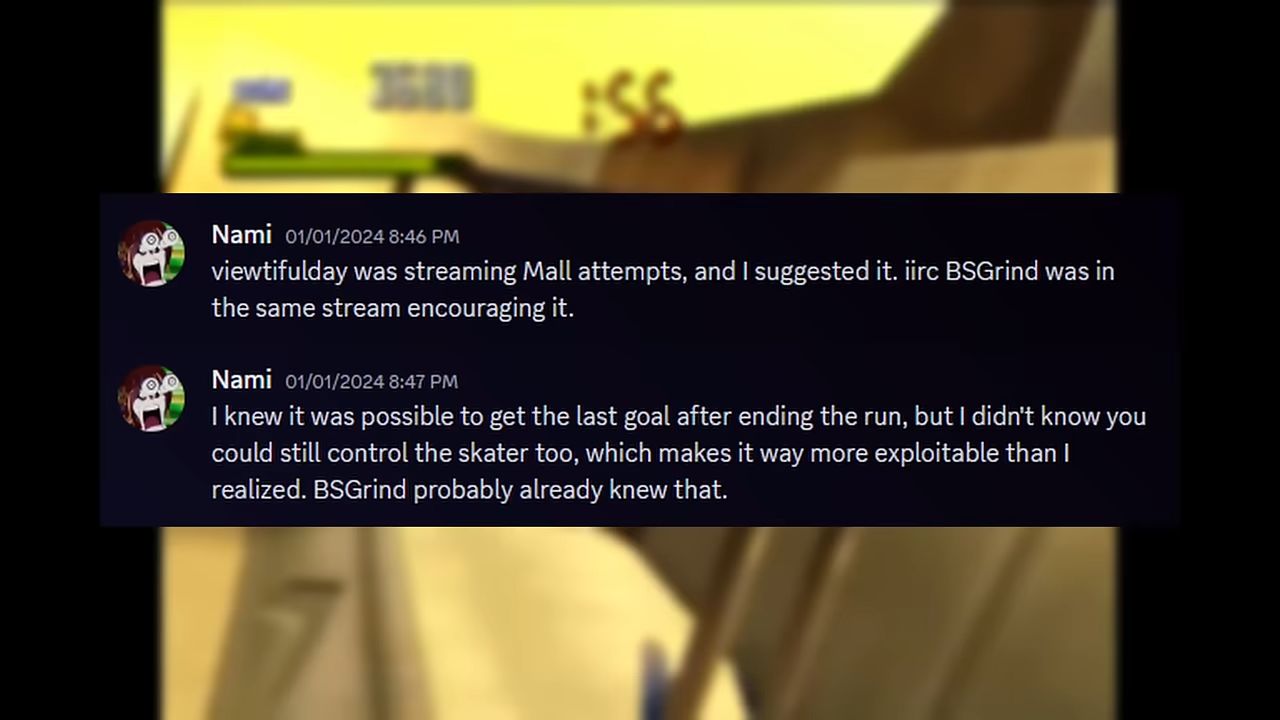 :56
Nami 01/01/2024 8:46 PM
viewtifulday was streaming Mall attempts, and I suggested it. iirc BSGrind was in
the same stream encouraging it.
Nami 01/01/2024 8:47 PM
I knew it was possible to get the last goal after ending the run, but I didn't know you
could still control the skater too, which makes it way more exploitable than I
realized. BSGrind probably already knew that.